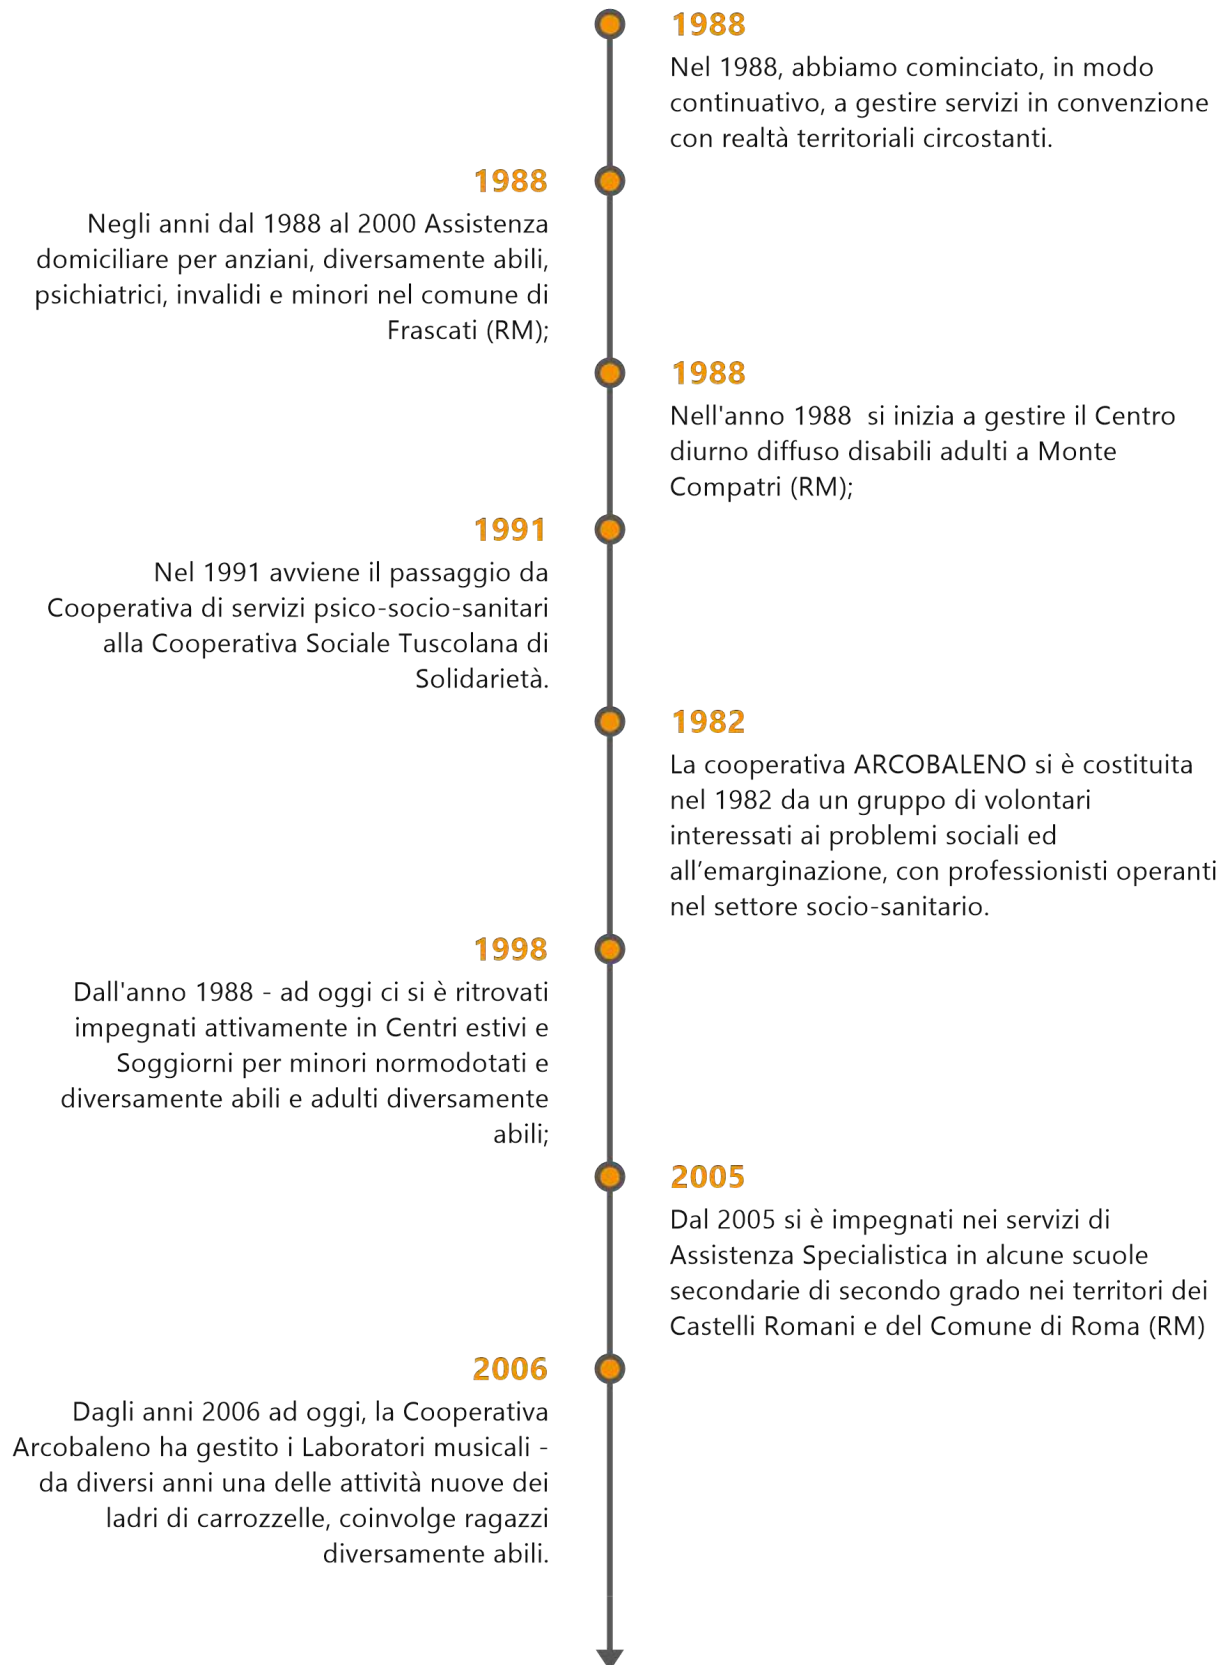 1988
Nel 1988, abbiamo cominciato, in modo
continuativo, a gestire servizi in convenzione
con realtà territoriali circostanti.
1988
Negli anni dal 1988 al 2000 Assistenza
domiciliare per anziani, diversamente abili,
psichiatrici, invalidi e minori nel comune di
Frascati (RM);
1988
Nell'anno 1988  si inizia a gestire il Centro
diurno diffuso disabili adulti a Monte
Compatri (RM);
1991
Nel 1991 avviene il passaggio da
Cooperativa di servizi psico-socio-sanitari
alla Cooperativa Sociale Tuscolana di
Solidarietà.
1982
La cooperativa ARCOBALENO si è costituita
nel 1982 da un gruppo di volontari
interessati ai problemi sociali ed
all’emarginazione, con professionisti operanti
nel settore socio-sanitario.
1998
Dall'anno 1988 - ad oggi ci si è ritrovati
impegnati attivamente in Centri estivi e
Soggiorni per minori normodotati e
diversamente abili e adulti diversamente
abili;
2005
Dal 2005 si è impegnati nei servizi di
Assistenza Specialistica in alcune scuole
secondarie di secondo grado nei territori dei
Castelli Romani e del Comune di Roma (RM)
2006
Dagli anni 2006 ad oggi, la Cooperativa
Arcobaleno ha gestito i Laboratori musicali -
da diversi anni una delle attività nuove dei
ladri di carrozzelle, coinvolge ragazzi
diversamente abili.